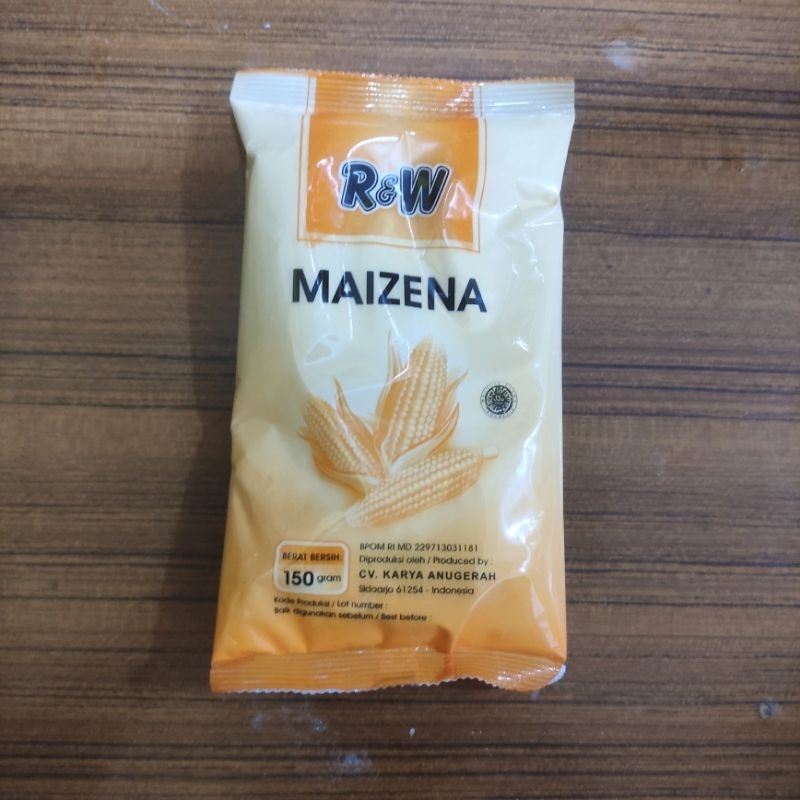 R&W
MAIZENA
BERAT BERSIH:
150 gram
BPOM RI MD 229713031181
Diproduksi oleh / Produced by :
CV. KARYA ANUGERAH
Sidoarjo 61254 - Indonesia
Kode Produksi / Lot number :
Baik digunakan sebelum / Best before :